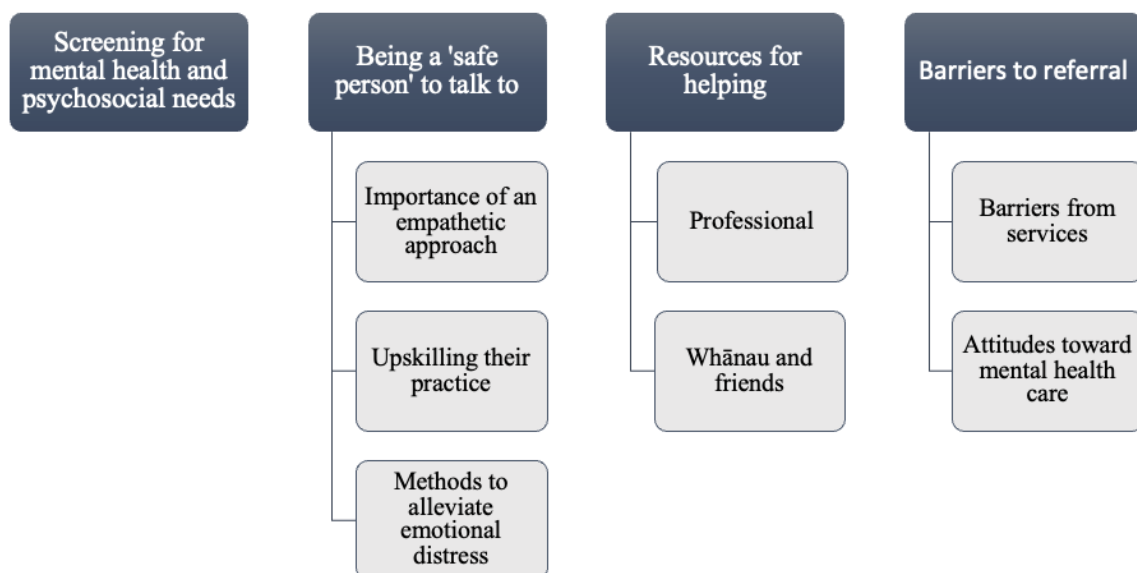 Screening for
mental health and
psychosocial needs
Being a 'safe
person' to talk to
Importance of an
empathetic
approach
Upskilling their
practice
Methods to
alleviate
emotional
distress
Resources for
helping
Professional
Whānau and
friends
Barriers to referral
Barriers from
services
Attitudes toward
mental health
care